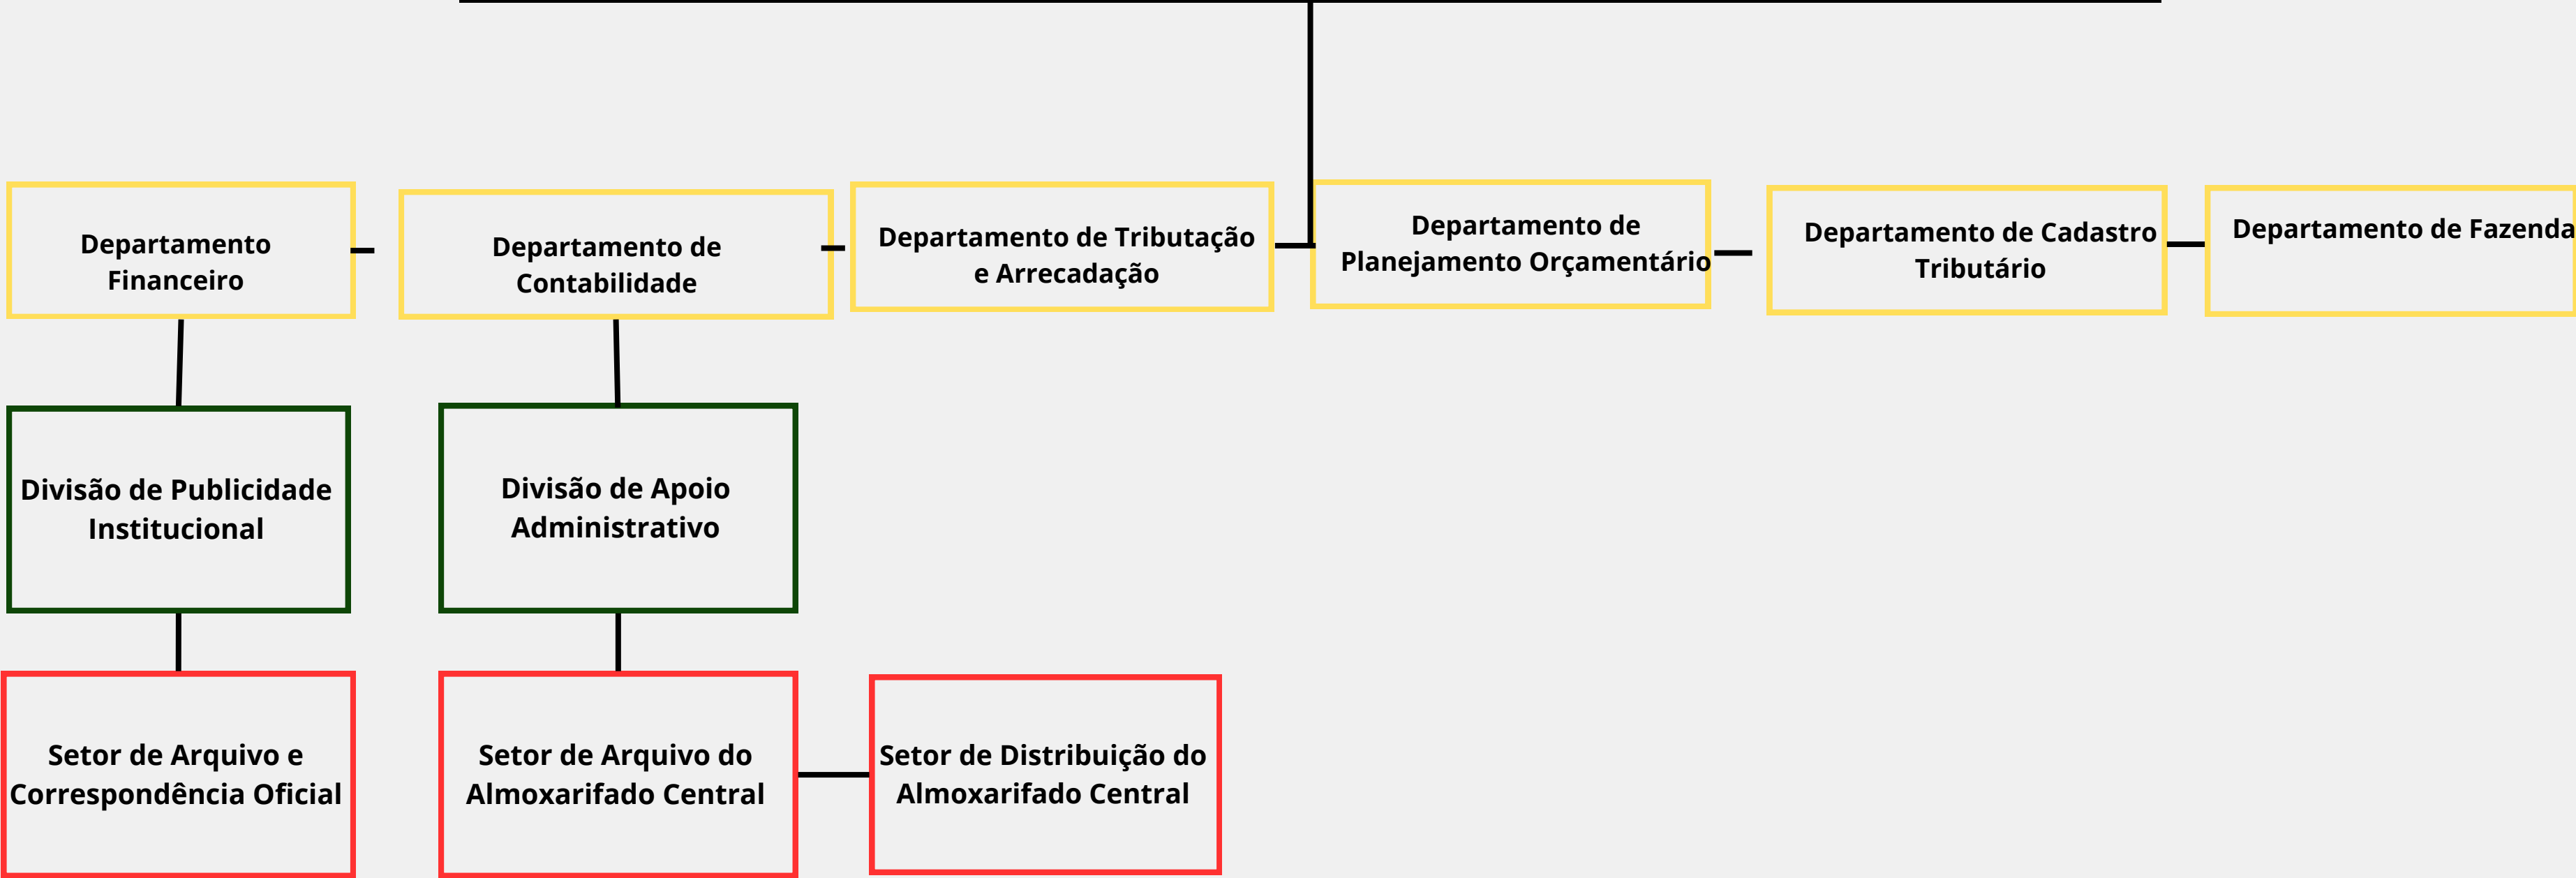 Departamento
Financeiro
Departamento de
Contabilidade
Departamento de Tributação
e Arrecadação
Departamento de
Planejamento Orçamentário
Departamento de Cadastro
Tributário
Departamento de Fazenda
Divisão de Publicidade
Institucional
Divisão de Apoio
Administrativo
Setor de Arquivo e
Correspondência Oficial
Setor de Arquivo do
Almoxarifado Central
Setor de Distribuição do
Almoxarifado Central